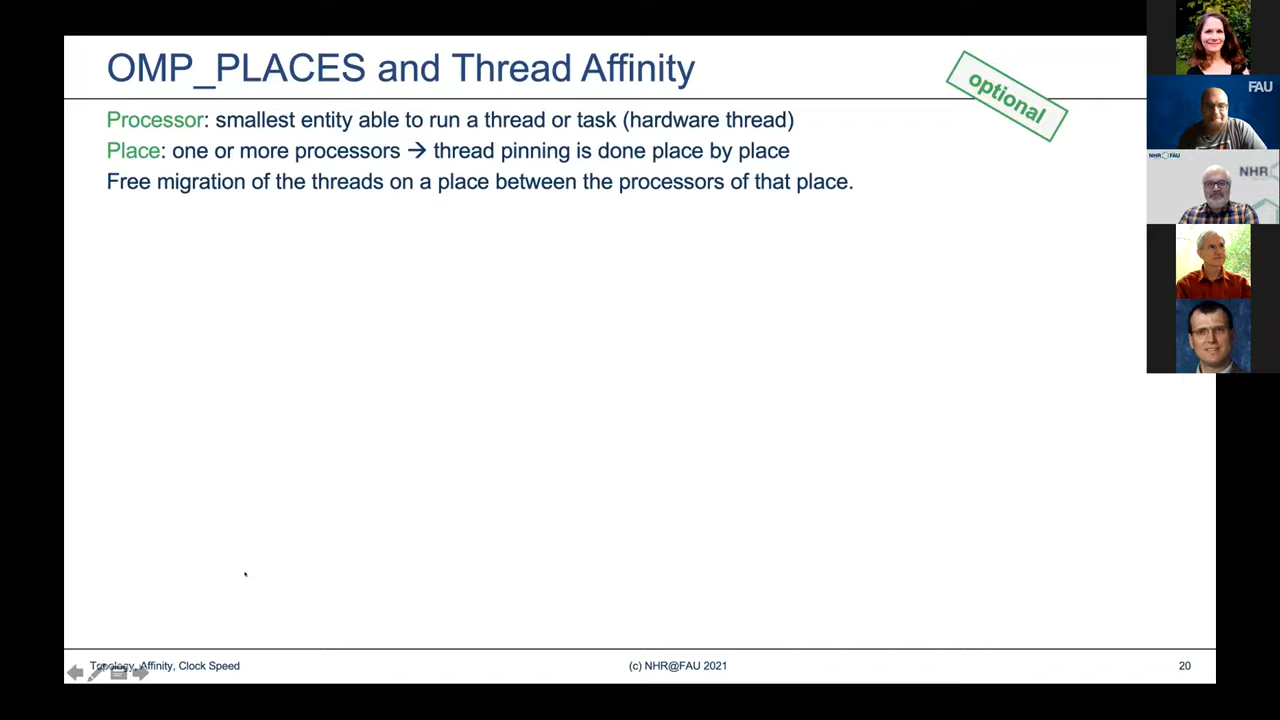 OMP_PLACES and Thread Affinity
optional
Processor: smallest entity able to run a thread or task (hardware thread)
Place: one or more processors → thread pinning is done place by place
Free migration of the threads on a place between the processors of that place.
FAU
NHR FAU
NHR
Topology, Affinity, Clock Speed
(c) NHR@FAU 2021
20